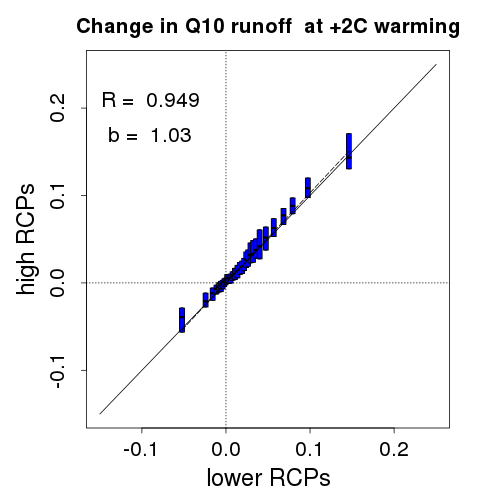 Change in Q10 runoff  at +2C warming
R =  0.949
b =  1.03
high RCPs
0.2
0.1
0.0
-0.1
-0.1
0.0
0.1
0.2
lower RCPs